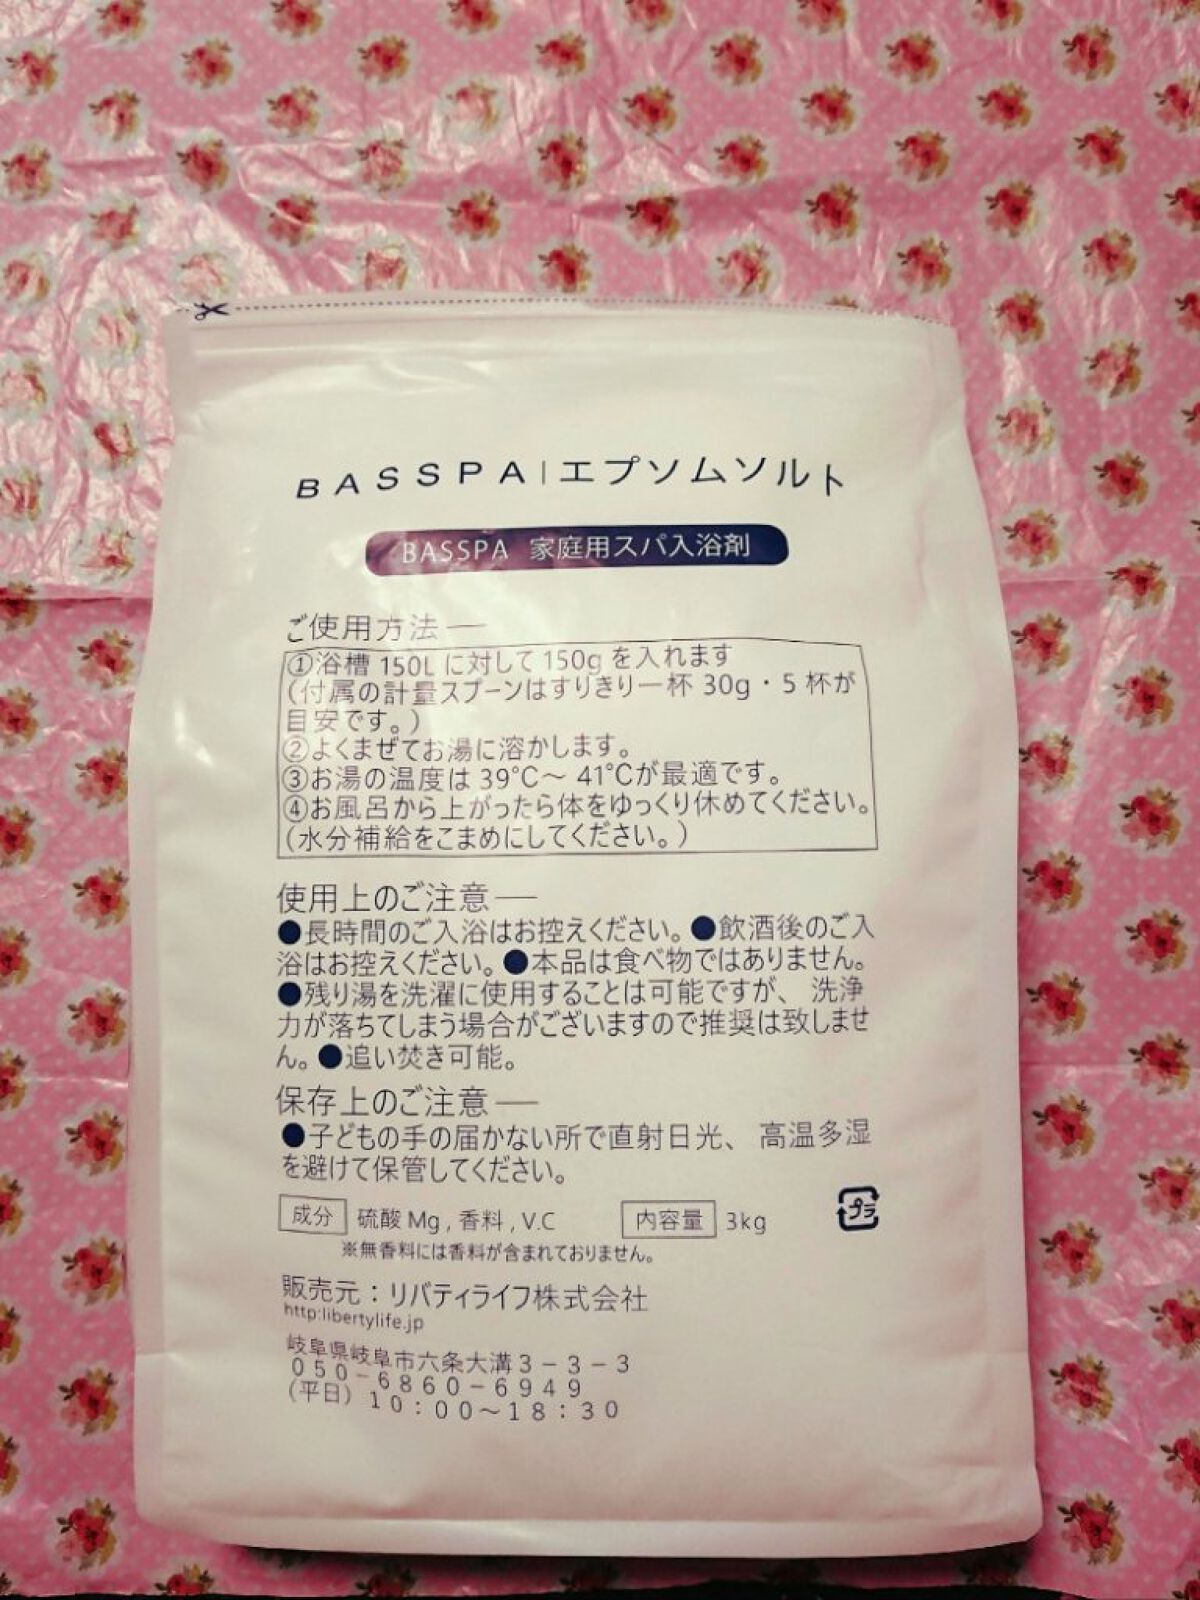 BASSPA|エプソムソルト
BASSPA 家庭用スパ入浴剤
ご使用方法―
①浴槽 150L に対して 150g を入れます
（付属の計量スプーンはすりきり一杯 30g・5 杯が
目安です。）
②よくまぜてお湯に溶かします。
③お湯の温度は 39℃～ 41℃が最適です。
④お風呂から上がったら体をゆっくり休めてください。
（水分補給をこまめにしてください。）
使用上のご注意―
●長時間のご入浴はお控えください。●飲酒後のご入
浴はお控えください。●本品は食べ物ではありません。
●残り湯を洗濯に使用することは可能ですが、洗浄
力が落ちてしまう場合がございますので推奨は致しませ
ん。●追い焚き可能。
保存上のご注意―
●子どもの手の届かない所で直射日光、高温多湿
を避けて保管してください。
成分 硫酸 Mg , 香料 , V.C 内容量 3kg プラ
※無香料には香料が含まれておりません。
販売元：リバティライフ株式会社
http:libertylife.jp
岐阜県岐阜市六条大溝３－３－３
０５０－６８６０－６９４９
（平日）１０：００～１８：３０